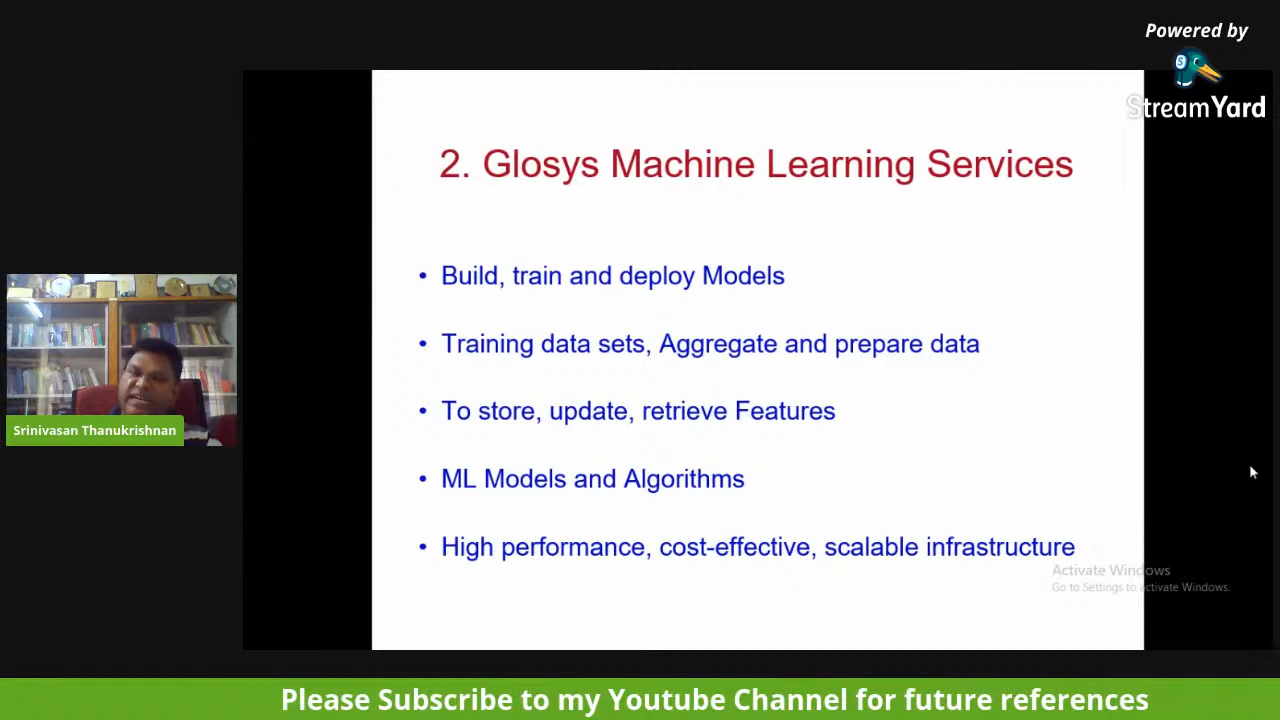 Powered by
StreamYard
2. Glosys Machine Learning Services
• Build, train and deploy Models
• Training data sets, Aggregate and prepare data
• To store, update, retrieve Features
• ML Models and Algorithms
• High performance, cost-effective, scalable infrastructure
Srinivasan Thanukrishnan
Activate Windows
Go to Settings to activate Windows.
Please Subscribe to my Youtube Channel for future references